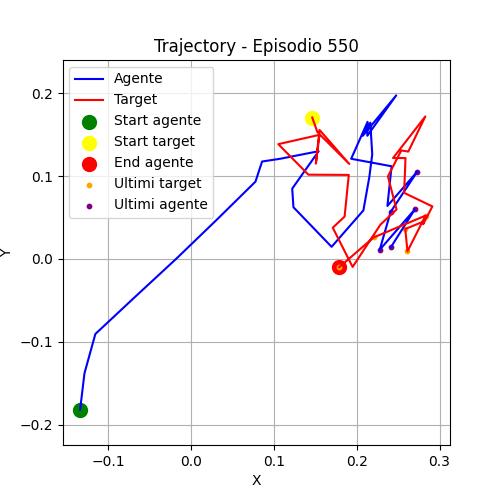 Trajectory - Episodio 550
Agente
Target
Start agente
Start target
End agente
Ultimi target
Ultimi agente
0.2
0.1
0.0
−0.1
−0.2
Y
−0.1
0.0
0.1
0.2
0.3
X